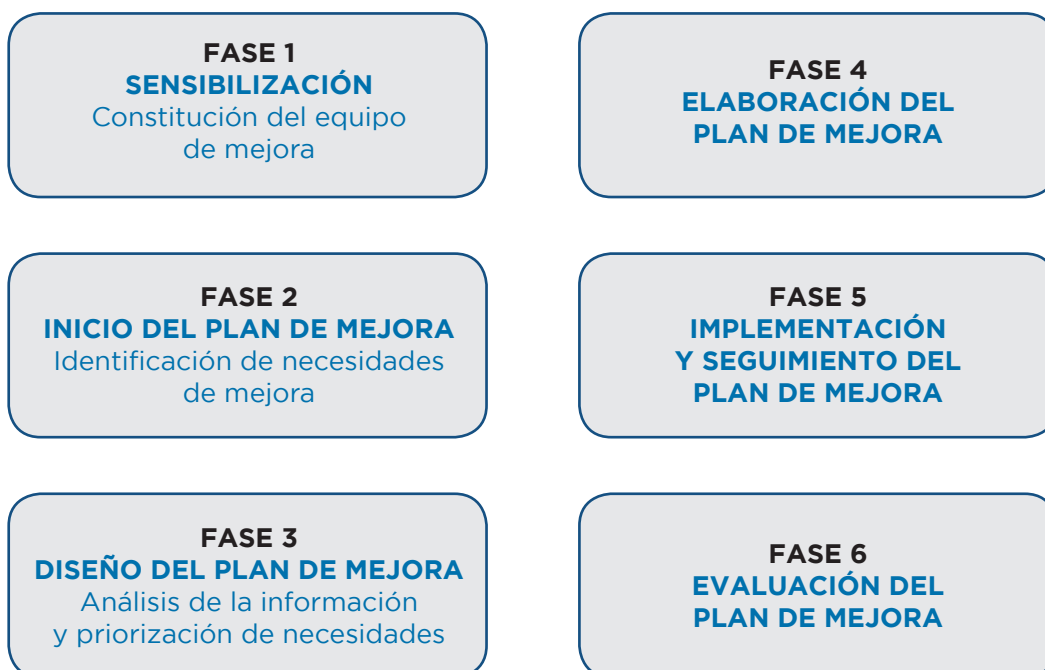 FASE 1
SENSIBILIZACIÓN
Constitución del equipo
de mejora
FASE 2
INICIO DEL PLAN DE MEJORA
Identificación de necesidades
de mejora
FASE 3
DISEÑO DEL PLAN DE MEJORA
Análisis de la información
y priorización de necesidades
FASE 4
ELABORACIÓN DEL
PLAN DE MEJORA
FASE 5
IMPLEMENTACIÓN
Y SEGUIMIENTO DEL
PLAN DE MEJORA
FASE 6
EVALUACIÓN DEL
PLAN DE MEJORA